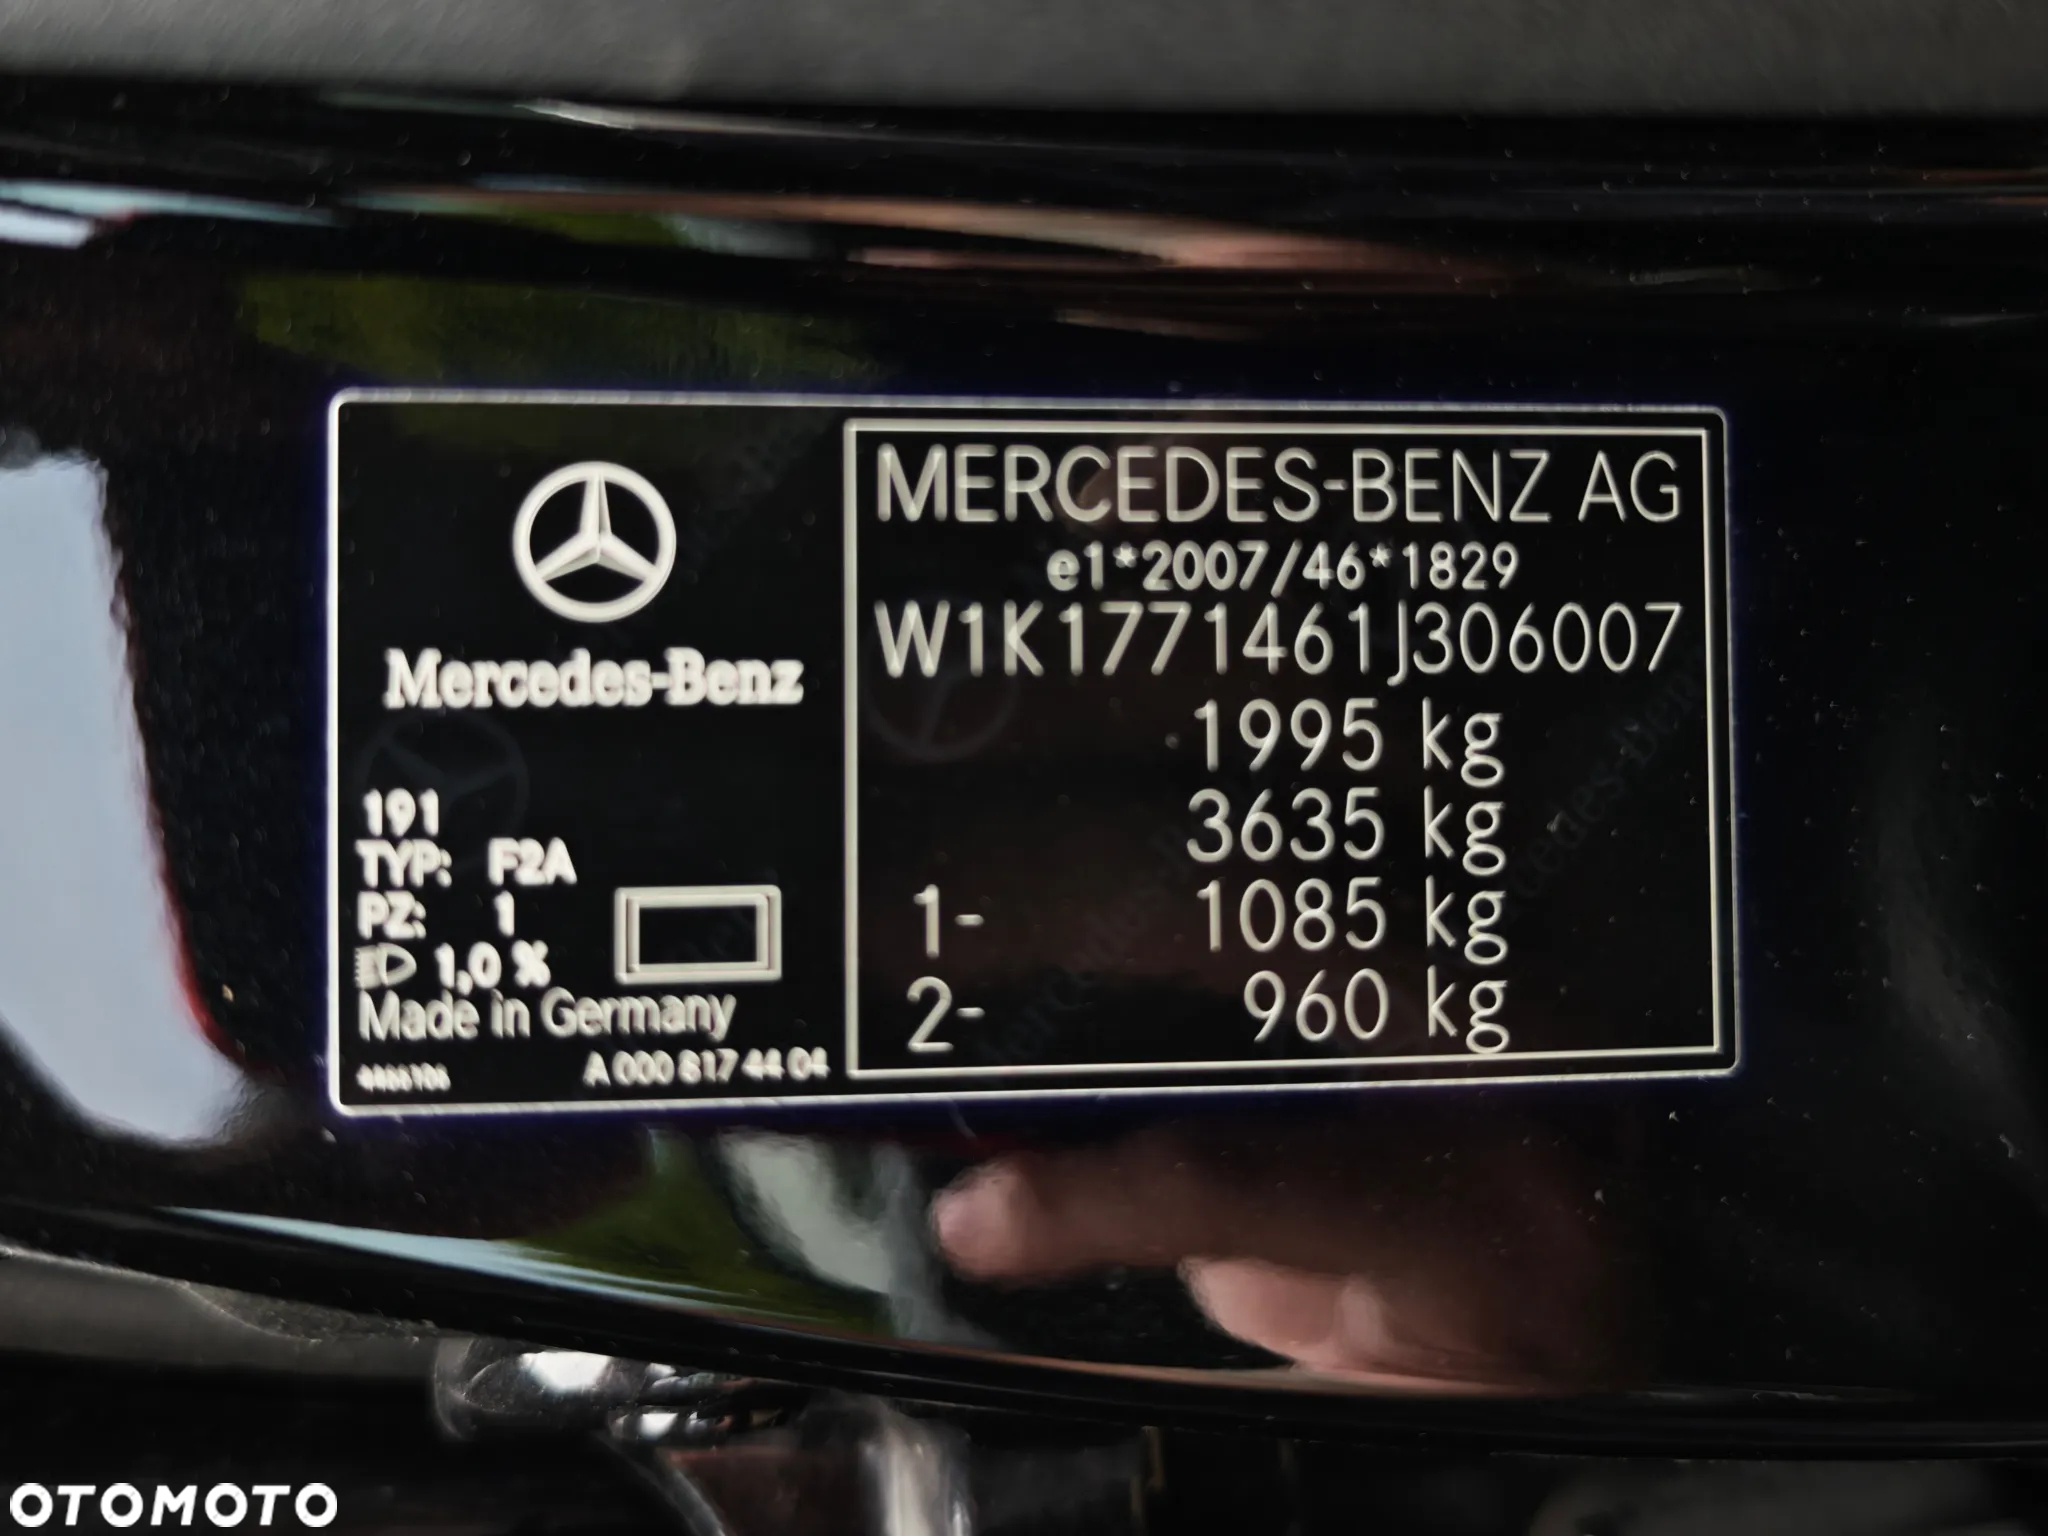 Mercedes-Benz
191
TYP: F2A
PZ: 1
1,0 %
Made in Germany
A 000 817 44 04
MERCEDES-BENZ AG
e1*2007/46*1829
W1K1771461J306007
1995 kg
3635 kg
1- 1085 kg
2- 960 kg
OTOMOTO